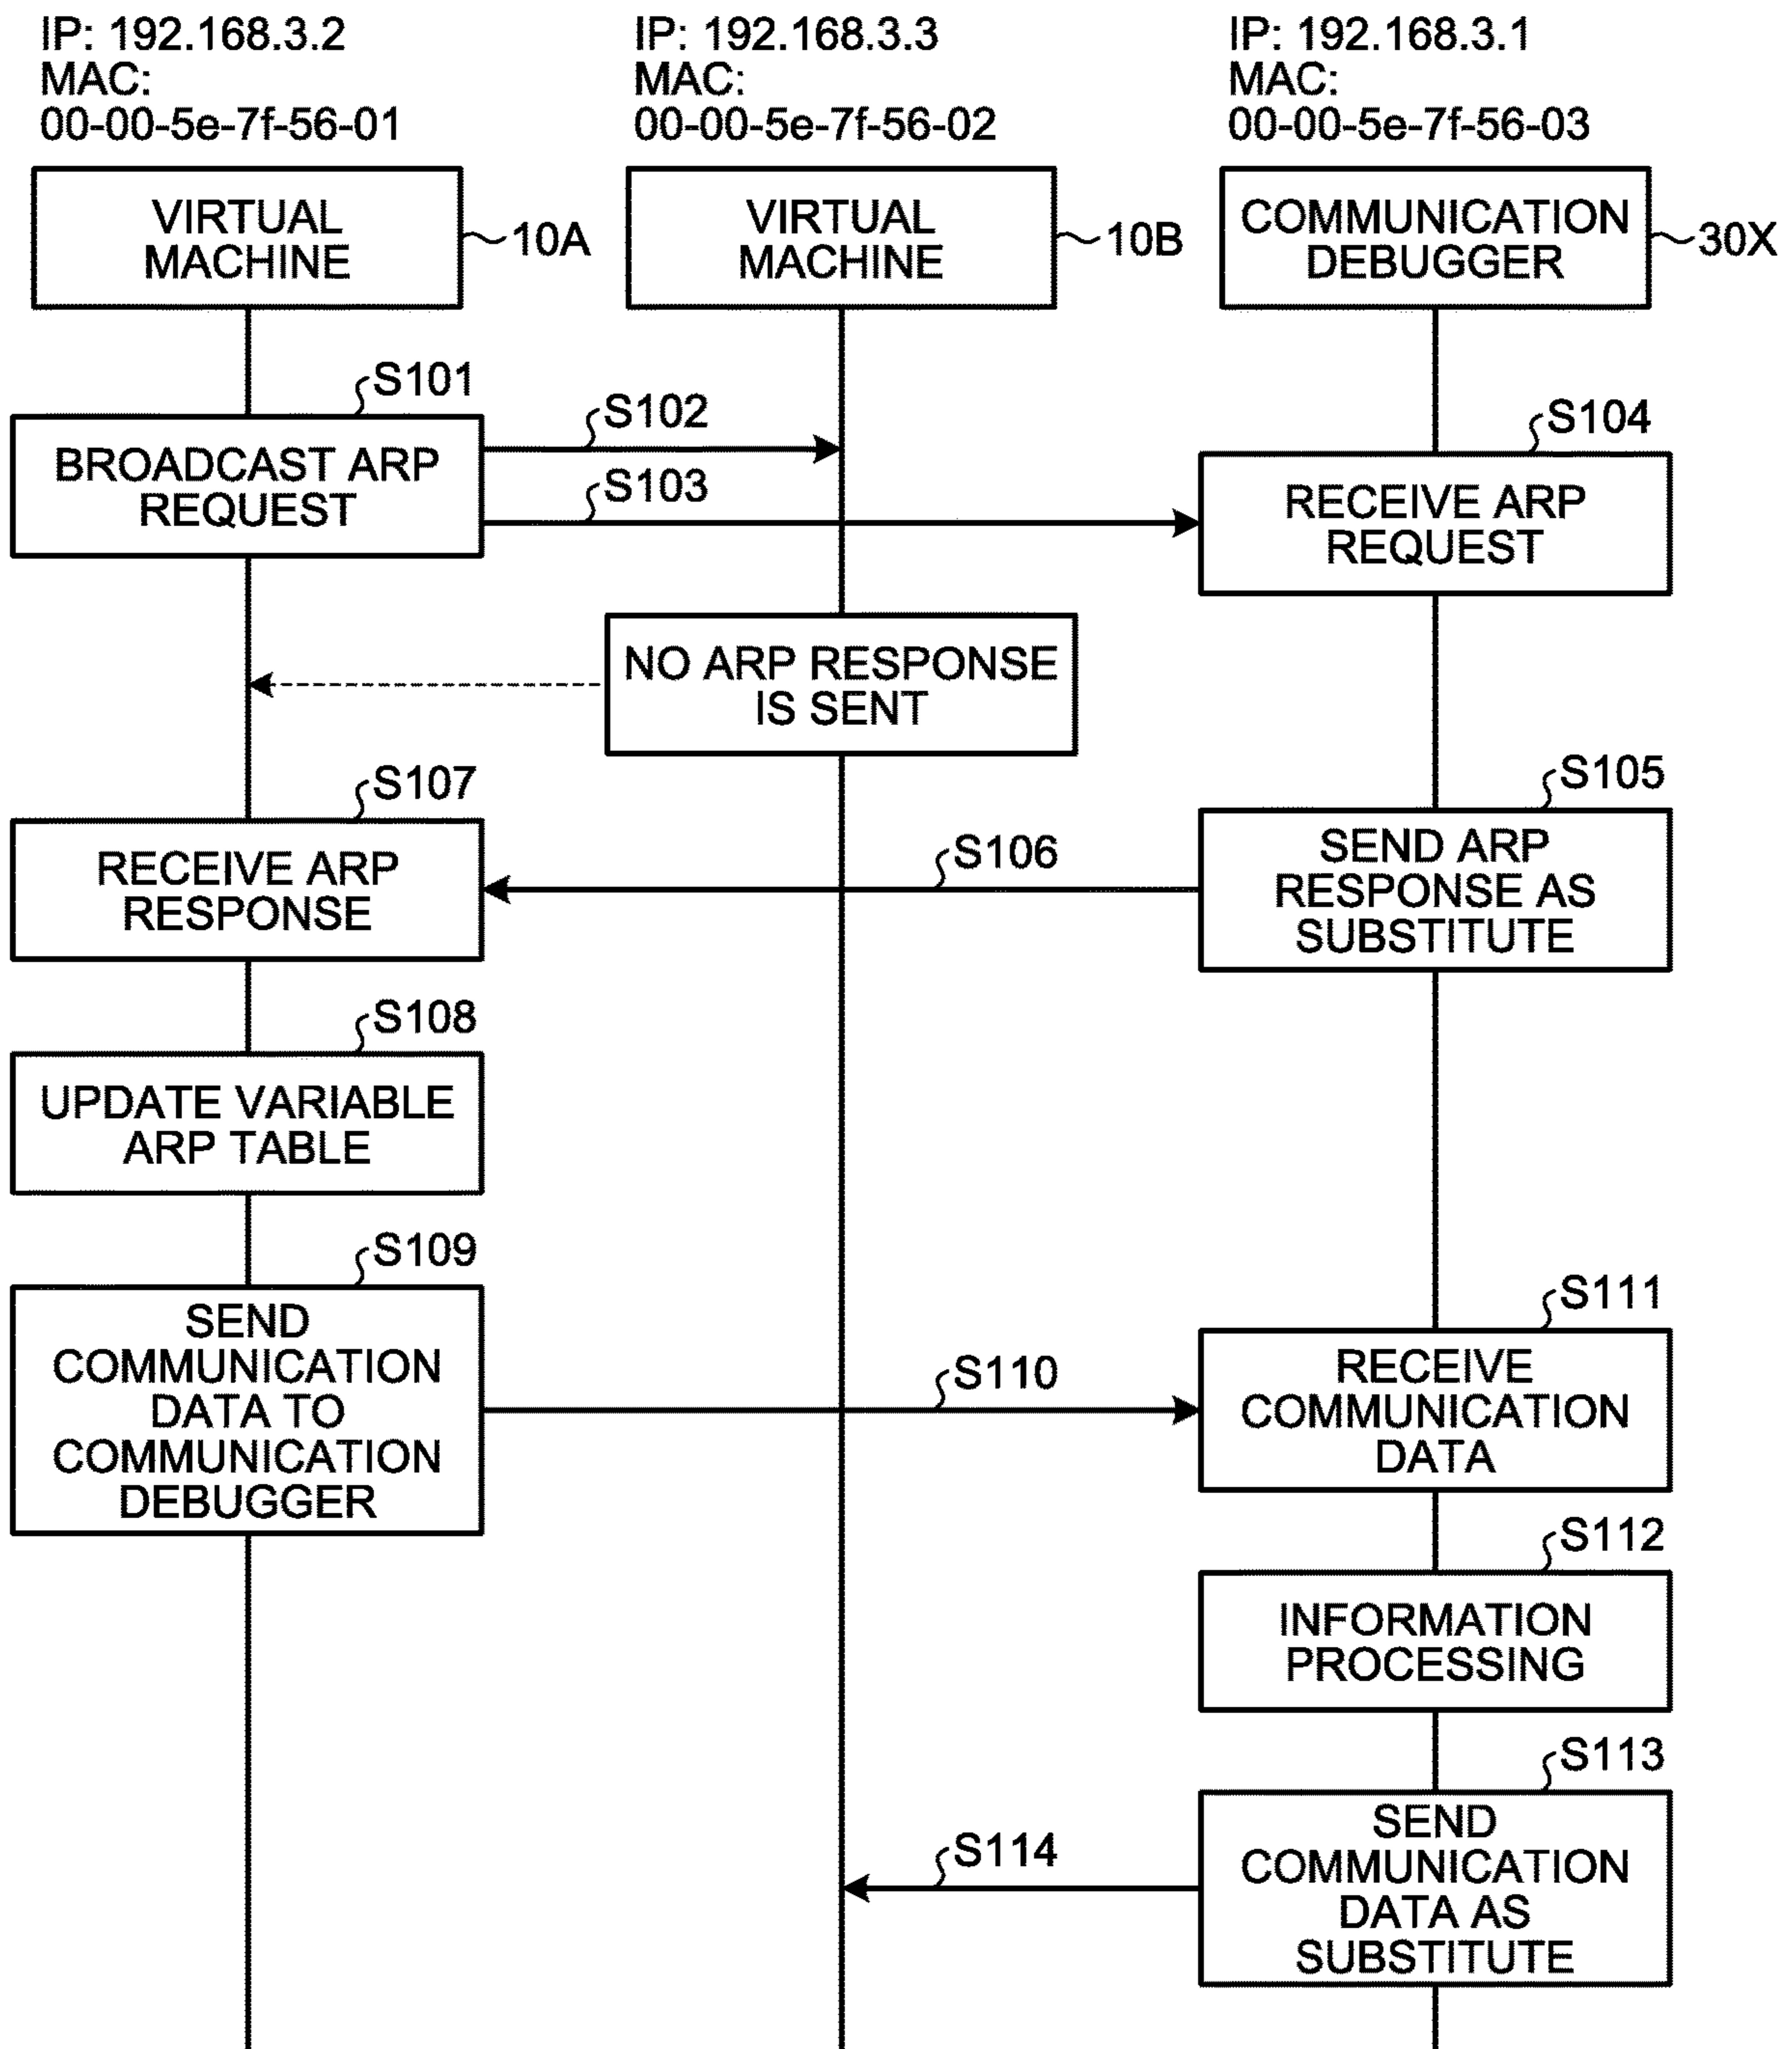 IP: 192.168.3.2
MAC:
00-00-5e-7f-56-01
IP: 192.168.3.3
MAC:
00-00-5e-7f-56-02
IP: 192.168.3.1
MAC:
00-00-5e-7f-56-03
VIRTUAL
MACHINE
10A
VIRTUAL
MACHINE
10B
COMMUNICATION
DEBUGGER
30X
S101
BROADCAST ARP
REQUEST
S102
S103
S104
RECEIVE ARP
REQUEST
NO ARP RESPONSE
IS SENT
S105
SEND ARP
RESPONSE AS
SUBSTITUTE
S106
S107
RECEIVE ARP
RESPONSE
S108
UPDATE VARIABLE
ARP TABLE
S109
SEND
COMMUNICATION
DATA TO
COMMUNICATION
DEBUGGER
S110
S111
RECEIVE
COMMUNICATION
DATA
S112
INFORMATION
PROCESSING
S113
SEND
COMMUNICATION
DATA AS
SUBSTITUTE
S114